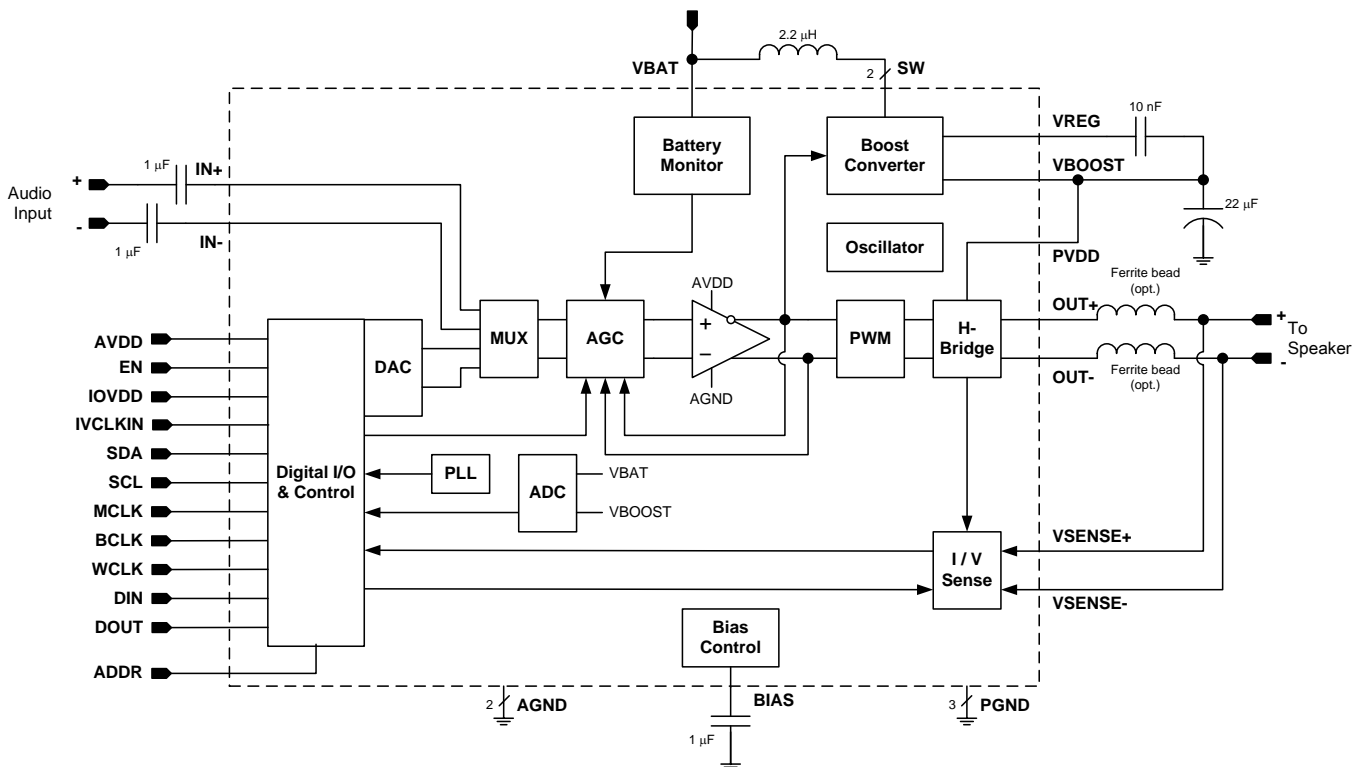 2.2 μH
VBAT
2
SW
10 nF
VREG
Battery
Monitor
Boost
Converter
VBOOST
1 μF
IN+
+
Audio
Input
-
IN-
1 μF
22 μF
Oscillator
PVDD
Ferrite bead
(opt.)
AVDD
OUT+
+
To
Speaker
-
MUX
AGC
+
−
PWM
H-
Bridge
DAC
AGND
OUT-
Ferrite bead
(opt.)
AVDD
EN
IOVDD
IVCLKIN
SDA
SCL
MCLK
BCLK
WCLK
DIN
DOUT
ADDR
Digital I/O
& Control
PLL
ADC
VBAT
VBOOST
I / V
Sense
VSENSE+
VSENSE-
Bias
Control
2
AGND
BIAS
3
PGND
1 μF